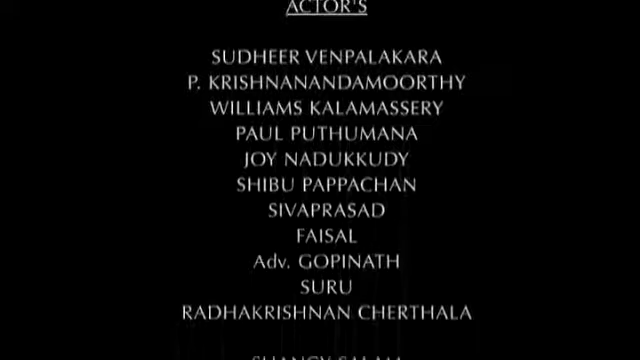 ACTOR'S
SUDHEER VENPALAKARA
P. KRISHNANANDAMOORTHY
WILLIAMS KALAMASSERY
PAUL PUTHUMANA
JOY NADUKKUDY
SHIBU PAPPACHAN
SIVAPRASAD
FAISAL
Adv. GOPINATH
SURU
RADHAKRISHNAN CHERTHALA